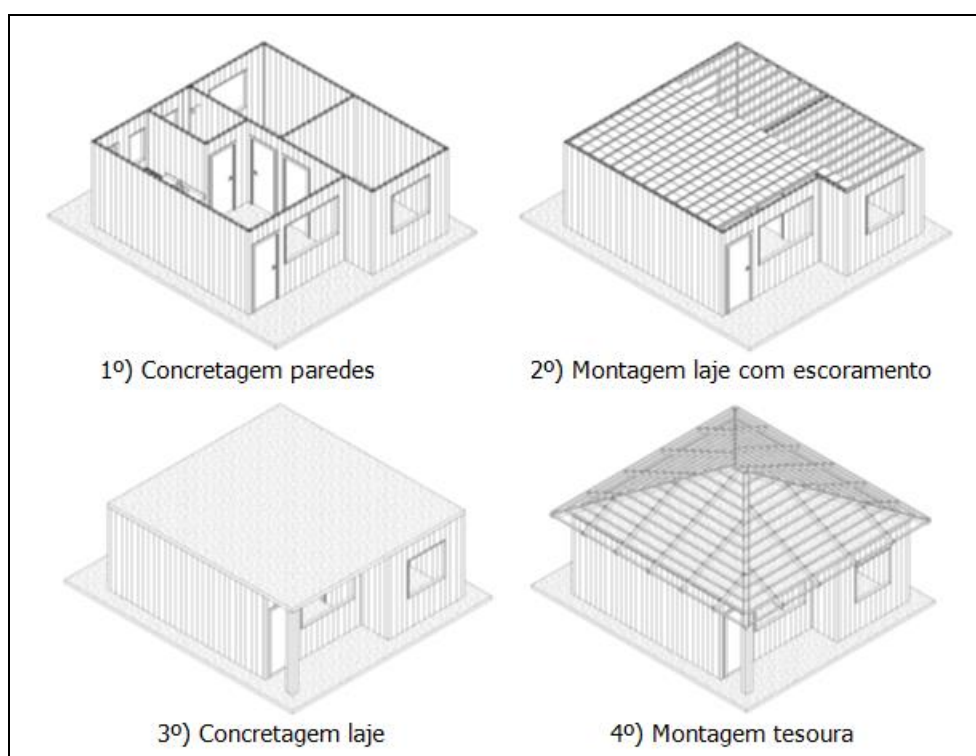 1º) Concretagem paredes
2º) Montagem laje com escoramento
3º) Concretagem laje
4º) Montagem tesoura